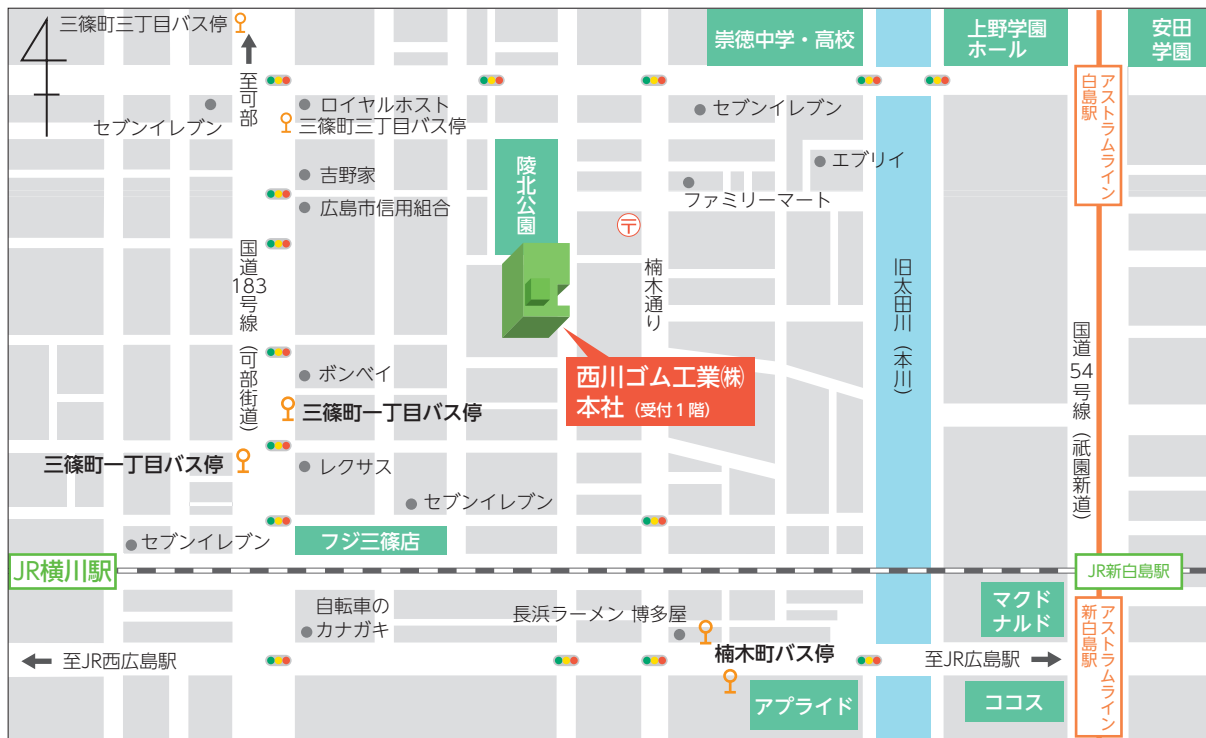 三篠町三丁目バス停
崇徳中学・高校
上野学園
ホール
安田
学園
至可部
アストラムライン
白島駅
セブンイレブン
ロイヤルホスト
三篠町三丁目バス停
セブンイレブン
エブリイ
吉野家
陵北公園
ファミリーマート
広島市信用組合
〒
国道183号線（可部街道）
楠木通り
旧太田川（本川）
国道54号線（祇園新道）
西川ゴム工業㈱
本社（受付1階）
ボンベイ
三篠町一丁目バス停
三篠町一丁目バス停
レクサス
セブンイレブン
セブンイレブン
フジ三篠店
JR横川駅
JR新白島駅
自転車の
カナガキ
長浜ラーメン 博多屋
マクド
ナルド
アストラムライン
新白島駅
楠木町バス停
至JR西広島駅
至JR広島駅
アプライド
ココス